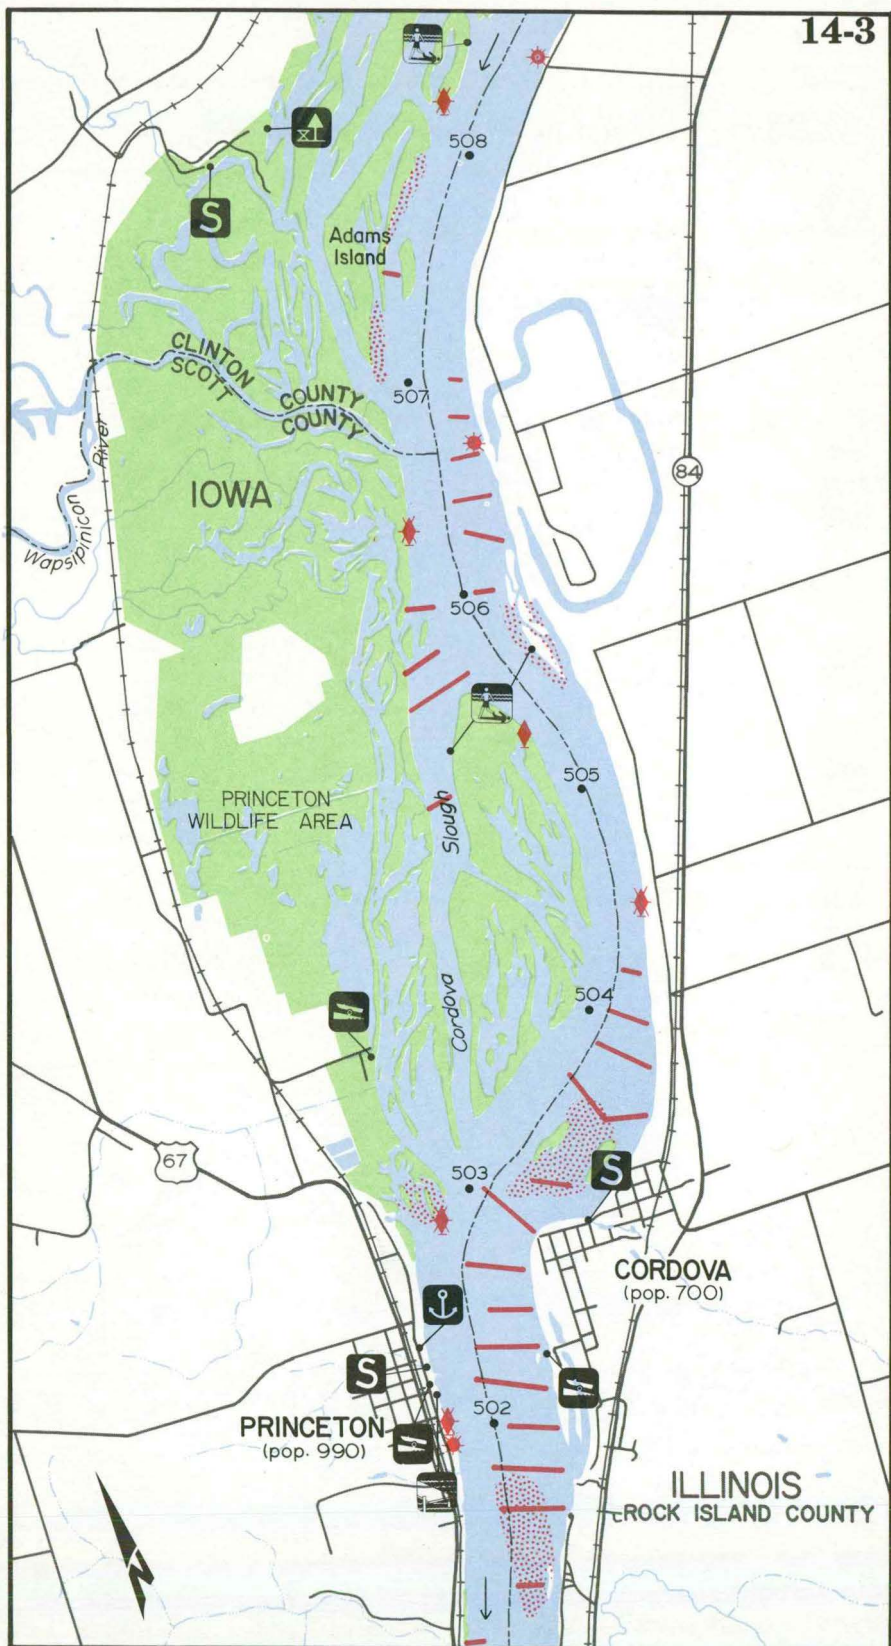 14-3
508
S
Adams
Island
CLINTON
SCOTT
COUNTY
COUNTY
507
84
River
IOWA
Wapsipinicon
506
505
PRINCETON
WILDLIFE AREA
Slough
504
Cordova
67
503
S
CORDOVA
(pop. 700)
S
PRINCETON
(pop. 990)
502
ILLINOIS
ROCK ISLAND COUNTY
N